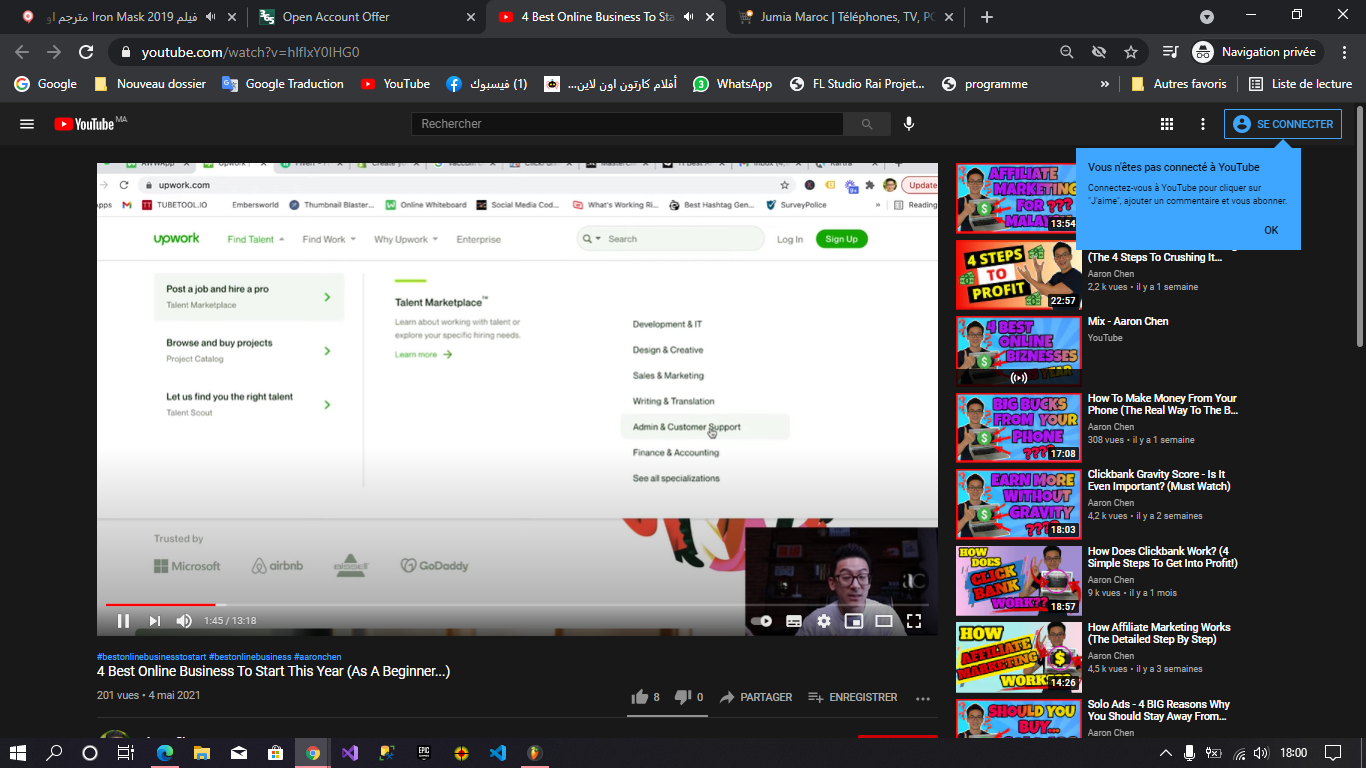 فيلم Iron Mask 2019 مترجم او
Open Account Offer
4 Best Online Business To Sta
Jumia Maroc | Téléphones, TV, PC
youtube.com/watch?v=hIfIxY0IHG0
Navigation privée
Google
Nouveau dossier
Google Traduction
YouTube
(1) فيسبوك
أفلام كارتون اون لاين...
WhatsApp
FL Studio Rai Projet...
programme
»
Autres favoris
Liste de lecture
YouTube MA
Rechercher
SE CONNECTER
Vous n'êtes pas connecté à YouTube
Connectez-vous à YouTube pour cliquer sur
"J'aime", ajouter un commentaire et vous abonner.
OK
upwork.com
Update
TUBETOOL.IO
Embersworld
Thumbnail Blaster...
Online Whiteboard
Social Media Cod...
What's Working Ri...
Best Hashtag Gen...
SurveyPolice
»
Reading
upwork
Find Talent
Find Work
Why Upwork
Enterprise
Search
Log In
Sign Up
Post a job and hire a pro
Talent Marketplace
Browse and buy projects
Project Catalog
Let us find you the right talent
Talent Scout
Talent Marketplace™
Learn about working with talent or
explore your specific hiring needs.
Learn more
Development & IT
Design & Creative
Sales & Marketing
Writing & Translation
Admin & Customer Support
Finance & Accounting
See all specializations
Trusted by
Microsoft
airbnb
BISSELL
GoDaddy
ac
1:45 / 13:18
#bestonlinebusinesstostart #bestonlinebusiness #aaronchen
4 Best Online Business To Start This Year (As A Beginner...)
201 vues • 4 mai 2021
8
0
PARTAGER
ENREGISTRER
AFFILIATE
MARKETING
FOR ???
MALAY
13:54
4 STEPS
TO
PROFIT
22:57
(The 4 Steps To Crushing It...
Aaron Chen
2,2 k vues • il y a 1 semaine
4 BEST
ONLINE
BIZNESSES
YEAR
Mix - Aaron Chen
YouTube
BIG BUCKS
FROM YOUR
PHONE
????
17:08
How To Make Money From Your
Phone (The Real Way To The B...
Aaron Chen
308 vues • il y a 1 semaine
EARN MORE
WITHOUT
GRAVITY
????
18:03
Clickbank Gravity Score - Is It
Even Important? (Must Watch)
Aaron Chen
4,2 k vues • il y a 2 semaines
HOW
DOES
CLICK
BANK
WORK??
18:57
How Does Clickbank Work? (4
Simple Steps To Get Into Profit!)
Aaron Chen
9 k vues • il y a 1 mois
HOW
AFFILIATE
MARKETING
WORKS
14:26
How Affiliate Marketing Works
(The Detailed Step By Step)
Aaron Chen
4,5 k vues • il y a 3 semaines
SHOULD YOU
BUY...
Solo Ads - 4 BIG Reasons Why
You Should Stay Away From...
Aaron Chen
EPIC
18:00